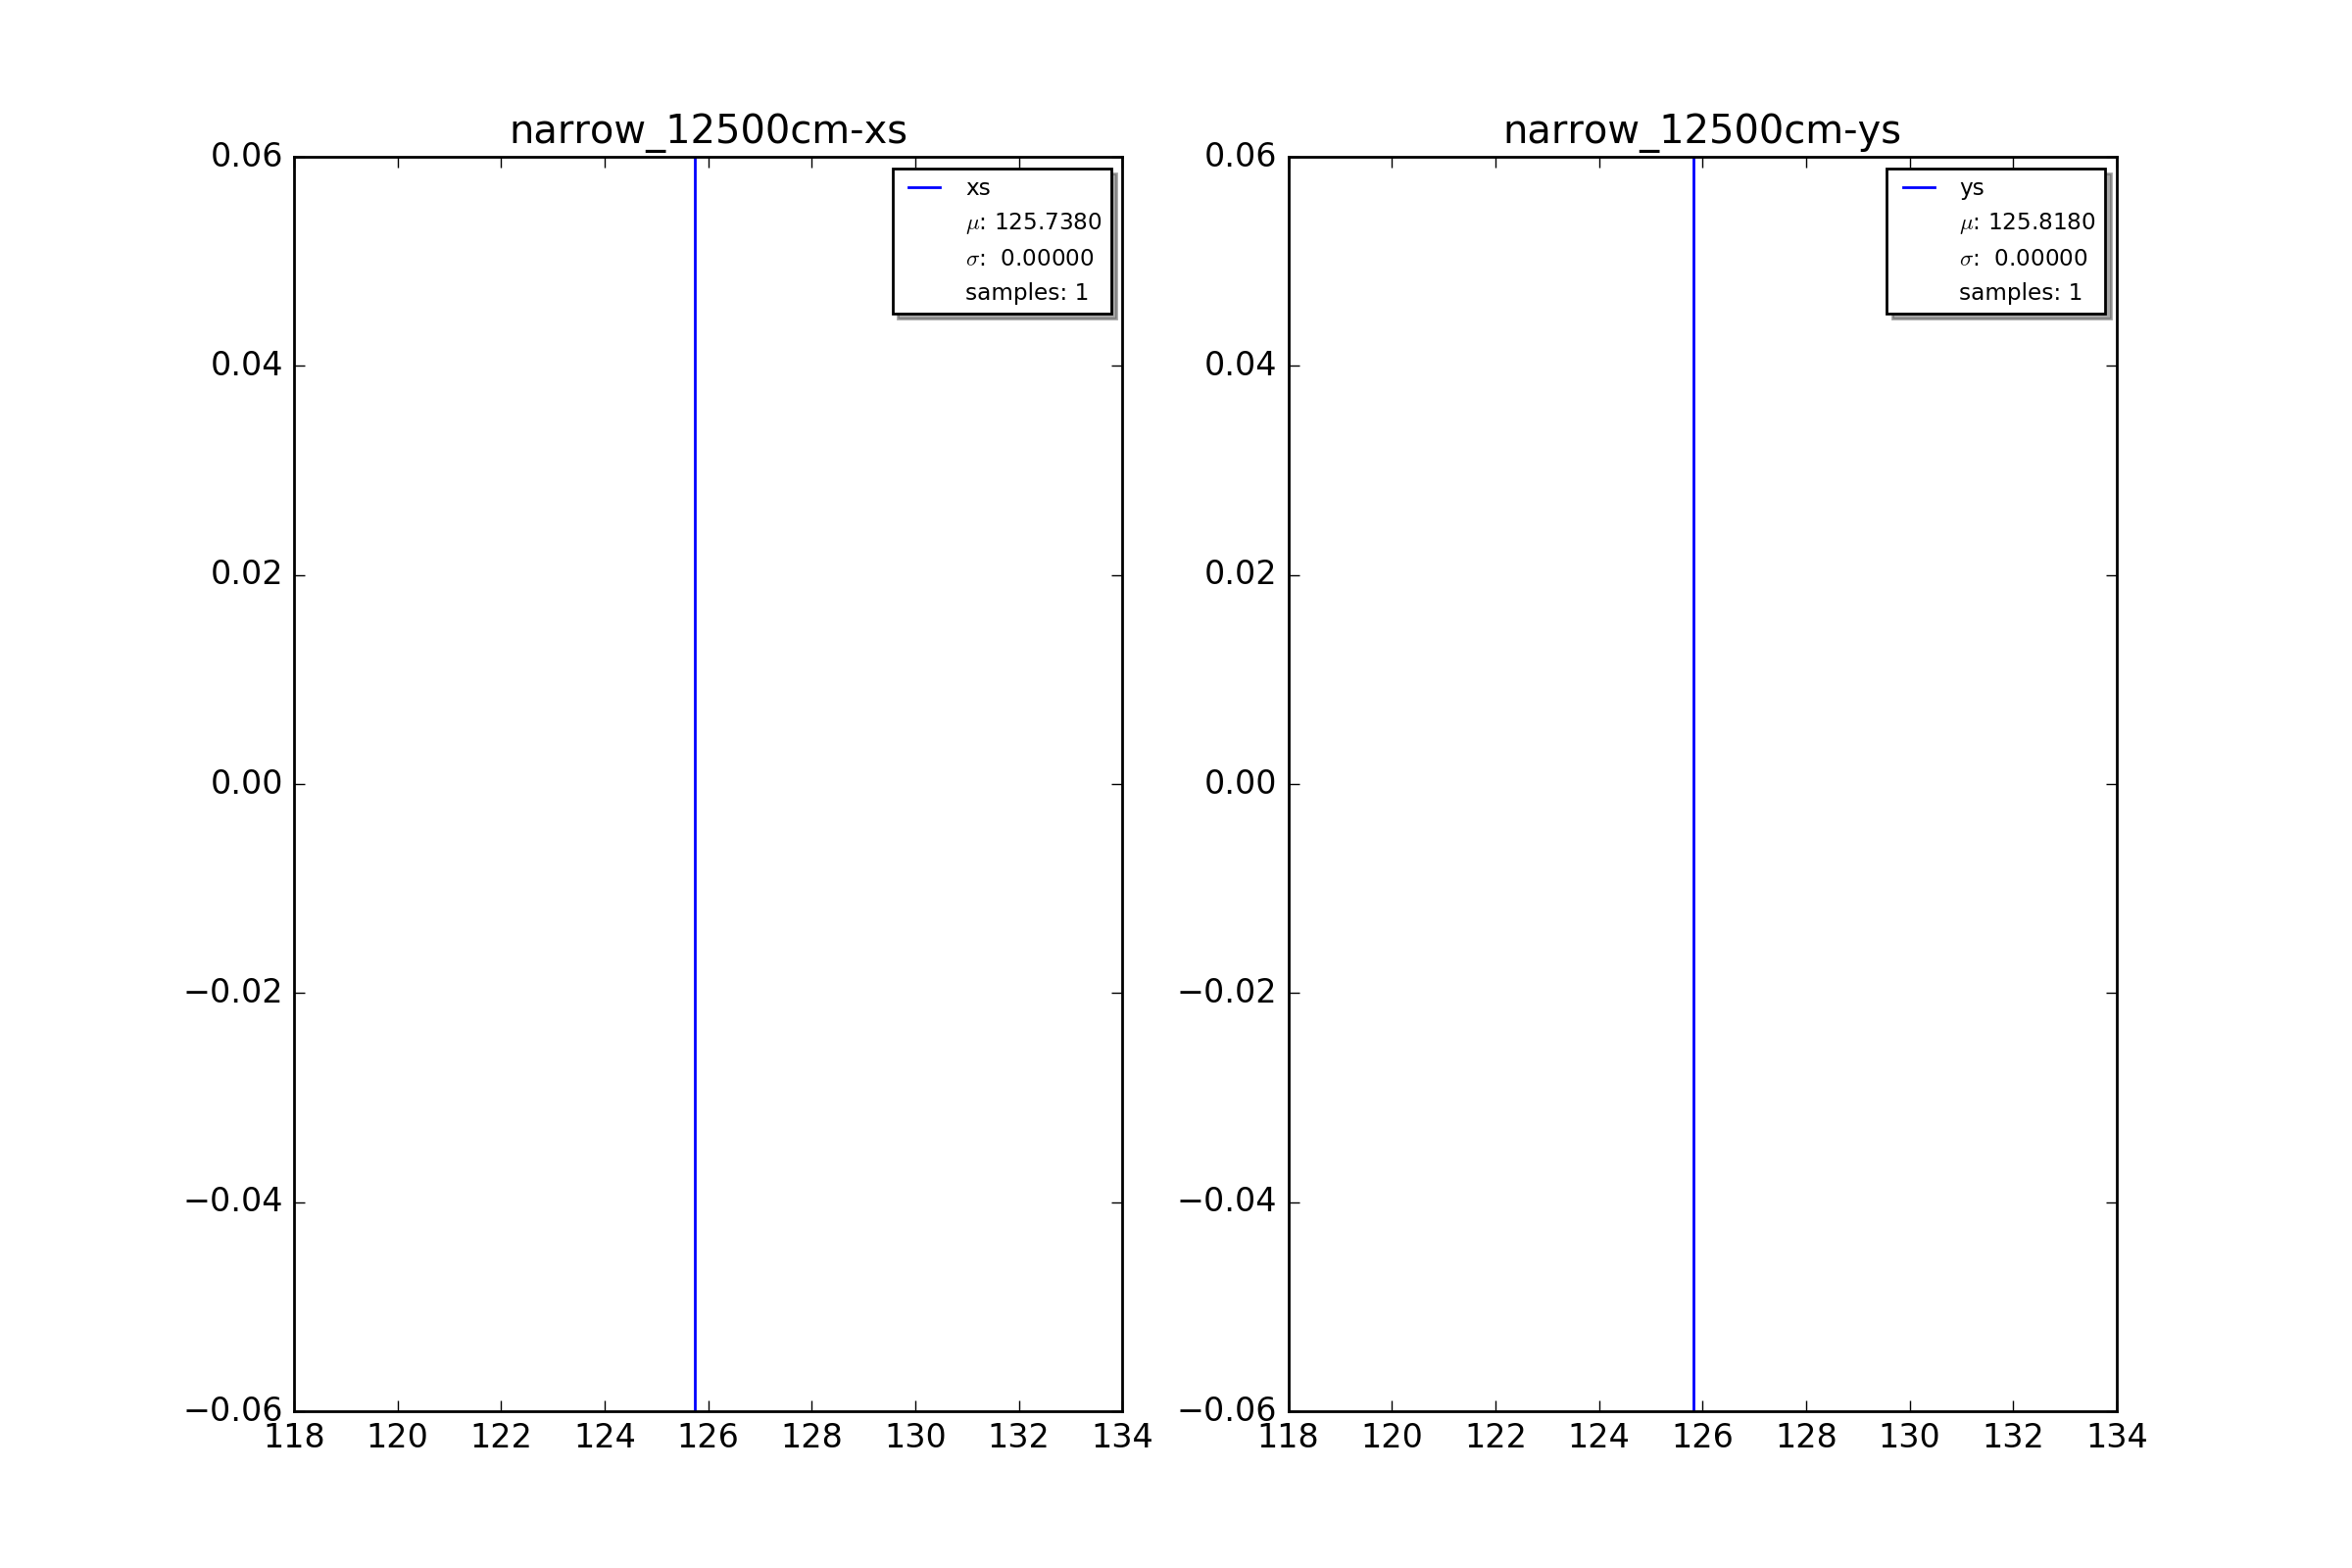 narrow_12500cm-xs
0.06
0.04
0.02
0.00
−0.02
−0.04
−0.06
118 120 122 124 126 128 130 132 134
xs
μ: 125.7380
σ: 0.00000
samples: 1
narrow_12500cm-ys
0.06
0.04
0.02
0.00
−0.02
−0.04
−0.06
118 120 122 124 126 128 130 132 134
ys
μ: 125.8180
σ: 0.00000
samples: 1